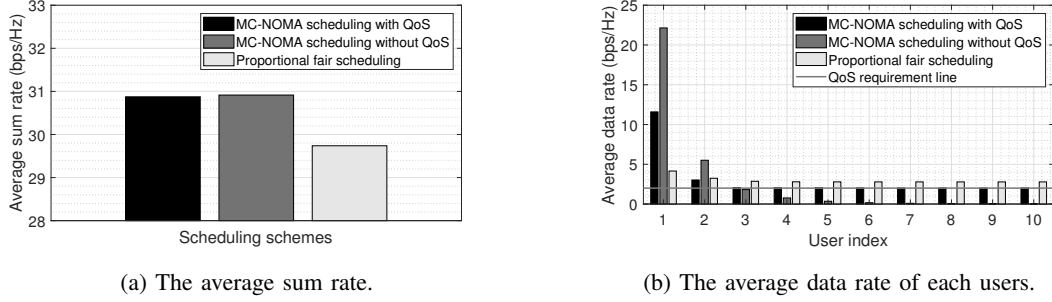 33
32
31
30
29
28
Average sum rate (bps/Hz)
MC-NOMA scheduling with QoS
MC-NOMA scheduling without QoS
Proportional fair scheduling
Scheduling schemes
(a) The average sum rate.
25
20
15
10
5
0
Average data rate (bps/Hz)
MC-NOMA scheduling with QoS
MC-NOMA scheduling without QoS
Proportional fair scheduling
QoS requirement line
1 2 3 4 5 6 7 8 9 10
User index
(b) The average data rate of each users.